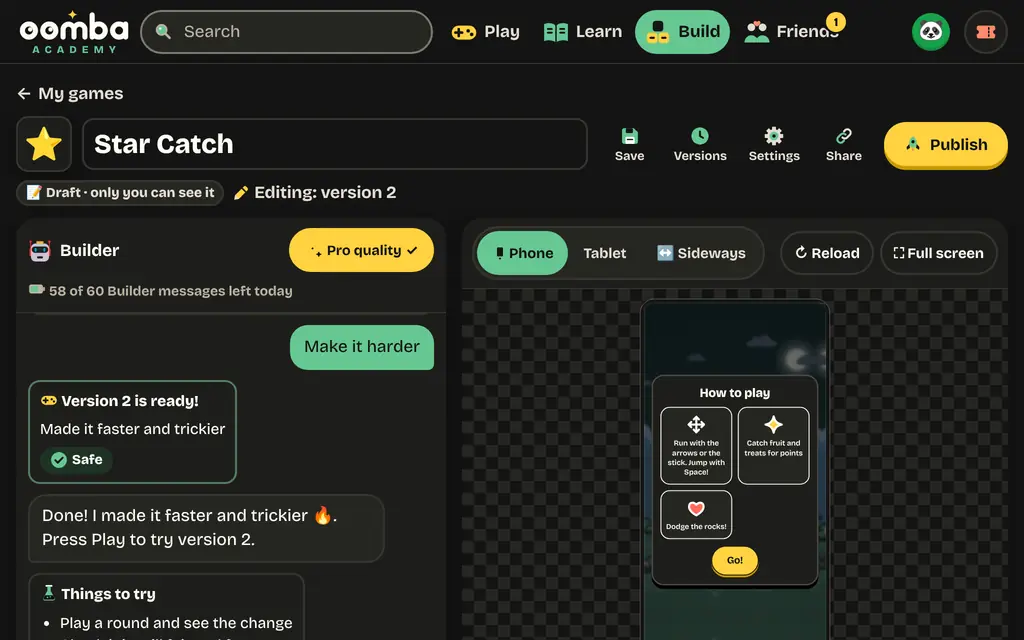 oomba
ACADEMY
Search
Play
Learn
Build
Friends
1
← My games
Star Catch
Save
Versions
Settings
Share
Publish
Draft · only you can see it
Editing: version 2
Builder
Pro quality ✓
58 of 60 Builder messages left today
Make it harder
Version 2 is ready!
Made it faster and trickier
Safe
Done! I made it faster and trickier 🔥.
Press Play to try version 2.
Things to try
• Play a round and see the change
Phone
Tablet
Sideways
Reload
Full screen
How to play
Run with the
arrows or the
stick. Jump with
Space!
Catch fruit and
treats for points
Dodge the rocks!
Go!